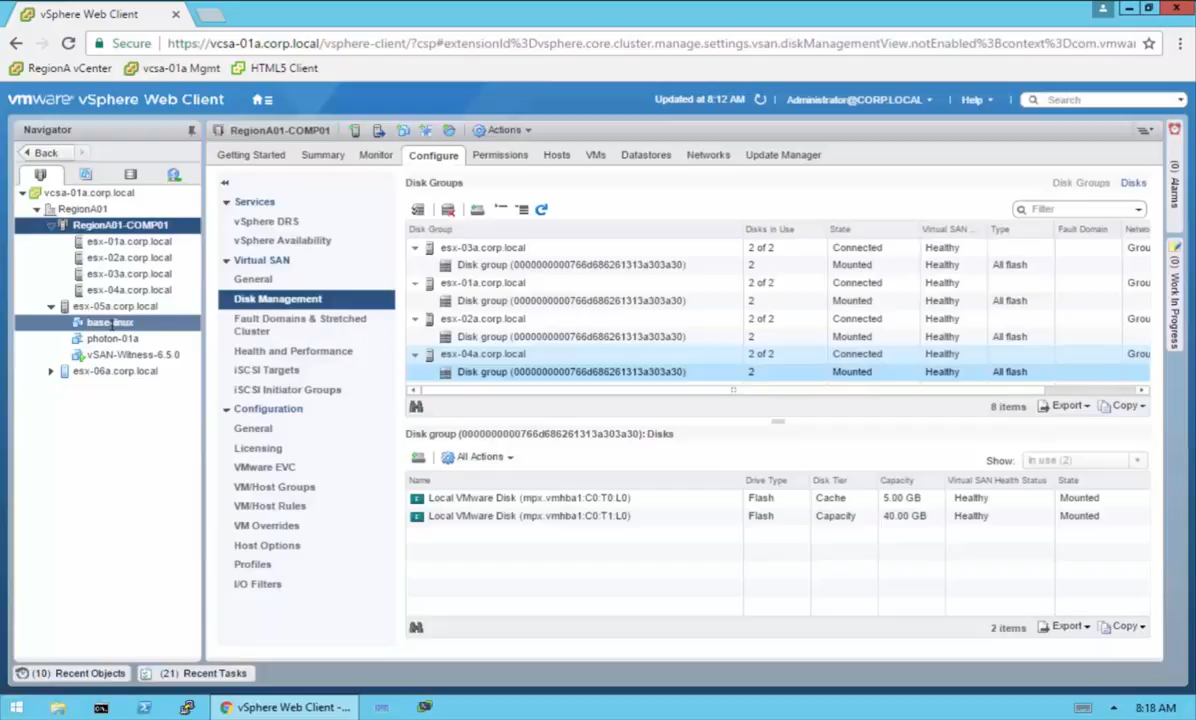 vSphere Web Client
Secure https://vcsa-01a.corp.local/vsphere-client/?csp#extensionId%3Dvsphere.core.cluster.manage.settings.vsan.diskManagementView.notEnabled%3Bcontext%3Dcom.vmwar
RegionA vCenter vcsa-01a Mgmt HTML5 Client
vmware® vSphere Web Client Updated at 8:12 AM Administrator@CORP.LOCAL Help Search
Navigator RegionA01-COMP01 Actions
Back
Getting Started Summary Monitor Configure Permissions Hosts VMs Datastores Networks Update Manager
vcsa-01a.corp.local
RegionA01
RegionA01-COMP01
esx-01a.corp.local
esx-02a.corp.local
esx-03a.corp.local
esx-04a.corp.local
esx-05a.corp.local
base-linux
photon-01a
vSAN-Witness-6.5.0
esx-06a.corp.local
Services
vSphere DRS
vSphere Availability
Virtual SAN
General
Disk Management
Fault Domains & Stretched
Cluster
Health and Performance
iSCSI Targets
iSCSI Initiator Groups
Configuration
General
Licensing
VMware EVC
VM/Host Groups
VM/Host Rules
VM Overrides
Host Options
Profiles
I/O Filters
Disk Groups Disk Groups Disks
Filter
Disk Group Disks in Use State Virtual SAN ... Type Fault Domain Netwo
esx-03a.corp.local 2 of 2 Connected Healthy Grou
Disk group (0000000000766d686261313a303a30) 2 Mounted Healthy All flash
esx-01a.corp.local 2 of 2 Connected Healthy Grou
Disk group (0000000000766d686261313a303a30) 2 Mounted Healthy All flash
esx-02a.corp.local 2 of 2 Connected Healthy Grou
Disk group (0000000000766d686261313a303a30) 2 Mounted Healthy All flash
esx-04a.corp.local 2 of 2 Connected Healthy Grou
Disk group (0000000000766d686261313a303a30) 2 Mounted Healthy All flash
8 items Export Copy
Disk group (0000000000766d686261313a303a30): Disks
All Actions Show: In use (2)
Name Drive Type Disk Tier Capacity Virtual SAN Health Status State
Local VMware Disk (mpx.vmhba1:C0:T0:L0) Flash Cache 5.00 GB Healthy Mounted
Local VMware Disk (mpx.vmhba1:C0:T1:L0) Flash Capacity 40.00 GB Healthy Mounted
2 items Export Copy
(0) Alarms
(0) Work In Progress
(10) Recent Objects (21) Recent Tasks
vSphere Web Client -... 8:18 AM